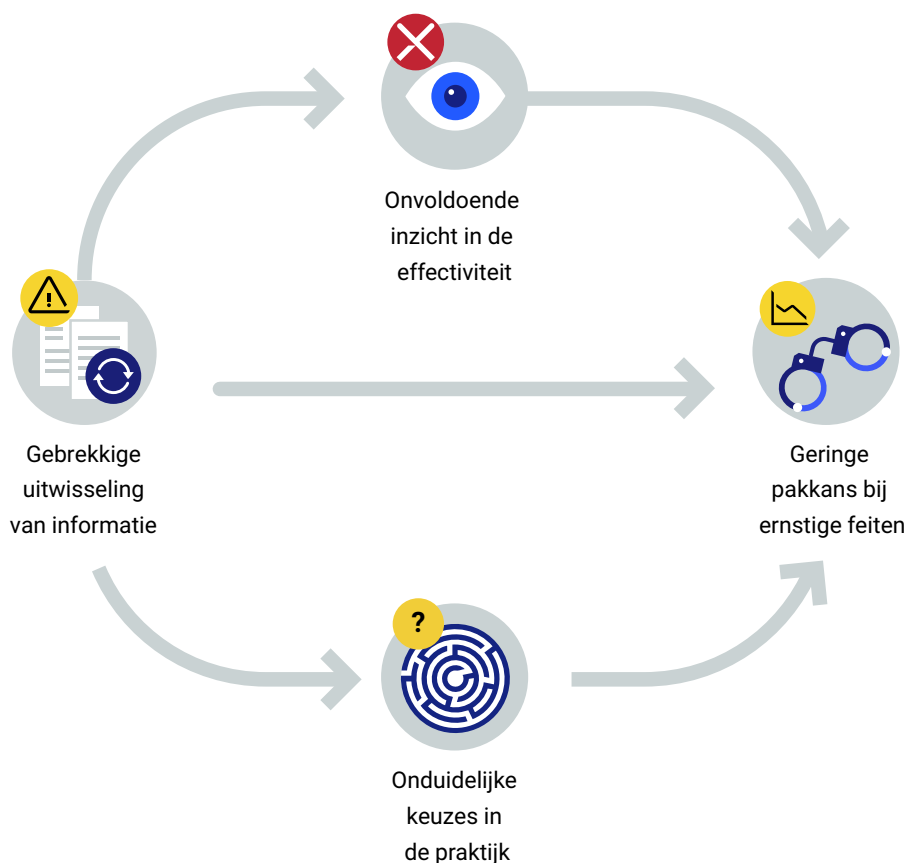 Onvoldoende
inzicht in de
effectiviteit
Gebrekkige
uitwisseling
van informatie
Geringe
pakkans bij
ernstige feiten
?
Onduidelijke
keuzes in
de praktijk